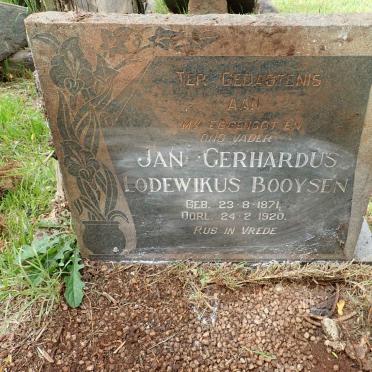 TER GEDAGTENIS
AAN
MY EGGENOOT EN
ONS VADER
JAN GERHARDUS
LODEWIKUS BOOYSEN
GEB. 23-8-1871,
OORL. 24-2-1920.
RUS IN VREDE